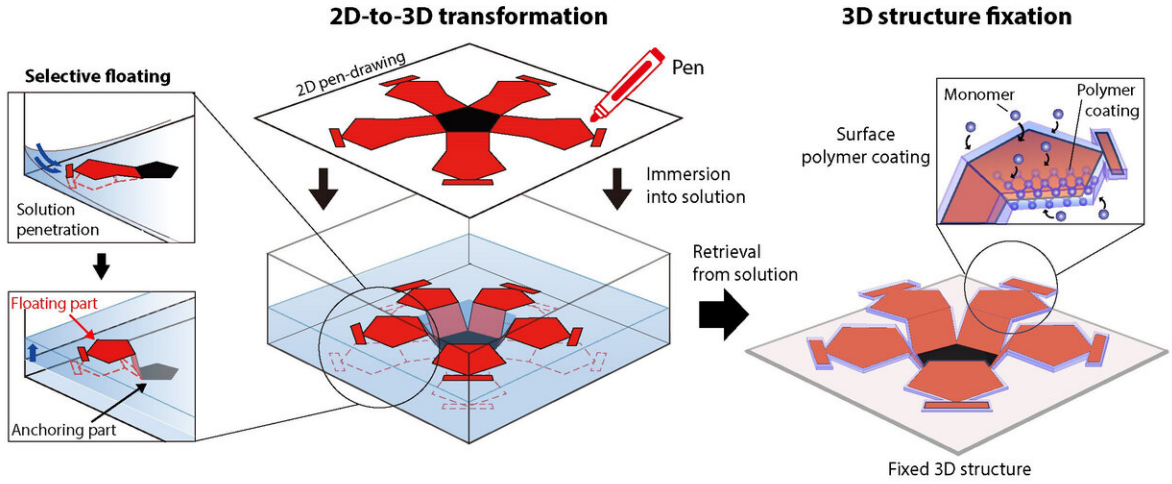 2D-to-3D transformation
3D structure fixation
Selective floating
Solution
penetration
Floating part
Anchoring part
2D pen-drawing
Pen
Immersion
into solution
Retrieval
from solution
Surface
polymer coating
Monomer
Polymer
coating
Fixed 3D structure